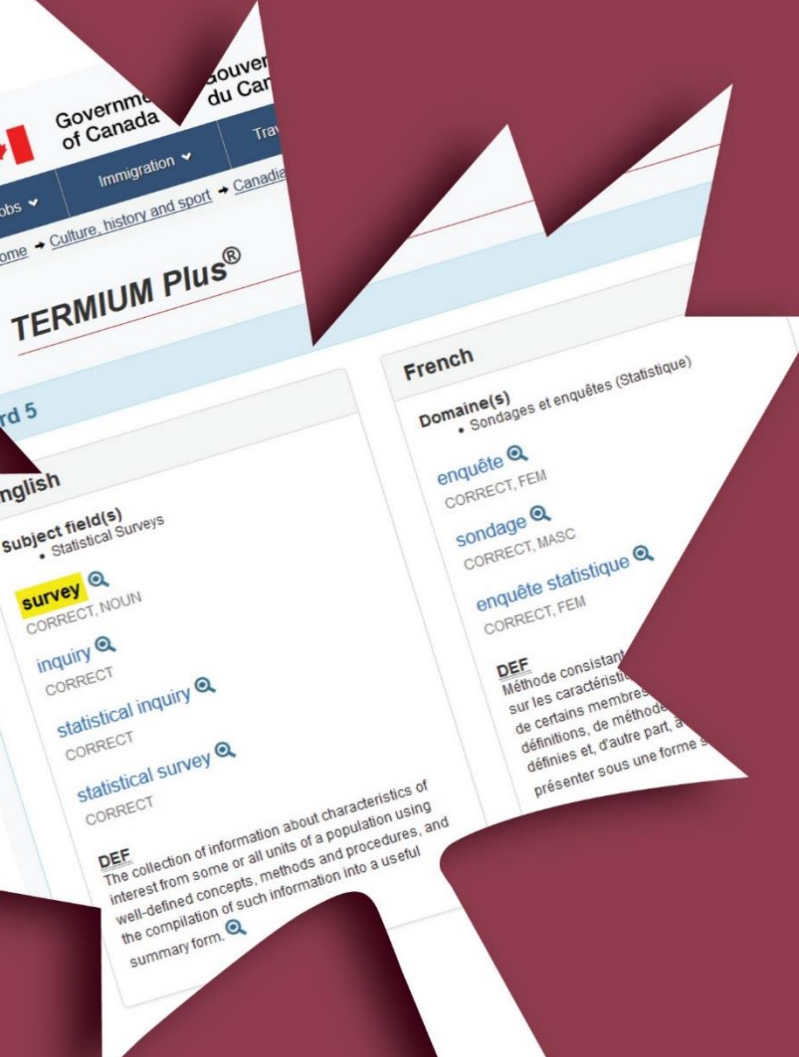 Governme
of Canada
Gouver
du Can
obs
Immigration
Tra
ome → Culture, history and sport → Canadia
TERMIUM Plus®
rd 5
nglish
Subject field(s)
• Statistical Surveys
survey
CORRECT, NOUN
inquiry
CORRECT
statistical inquiry
CORRECT
statistical survey
CORRECT
DEF
The collection of information about characteristics of
interest from some or all units of a population using
well-defined concepts, methods and procedures, and
the compilation of such information into a useful
summary form.
French
Domaine(s)
• Sondages et enquêtes (Statistique)
enquête
CORRECT, FEM
sondage
CORRECT, MASC
enquête statistique
CORRECT, FEM
DEF
Méthode consistant
sur les caractéristi
de certains membres
définitions, de méthode
définies et, d'autre part, à
présenter sous une forme s